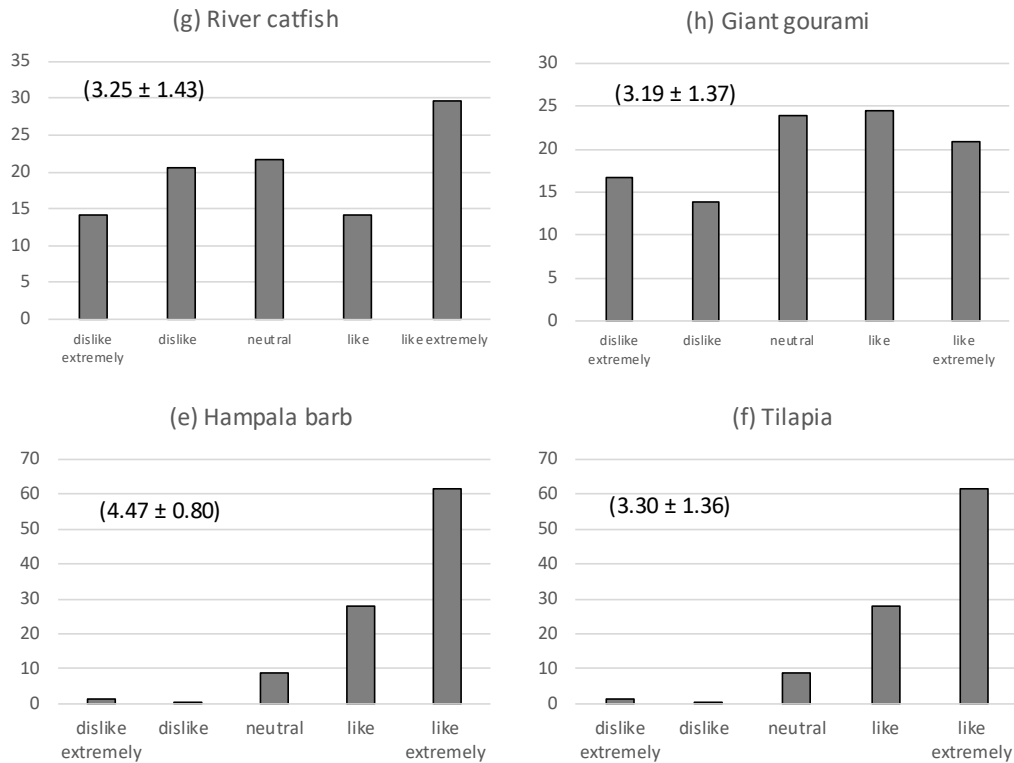 (g) River catfish
35
30
25
20
15
10
5
0
(3.25 ± 1.43)
dislike extremely
dislike
neutral
like
like extremely
(h) Giant gourami
30
25
20
15
10
5
0
(3.19 ± 1.37)
dislike extremely
dislike
neutral
like
like extremely
(e) Hampala barb
70
60
50
40
30
20
10
0
(4.47 ± 0.80)
dislike extremely
dislike
neutral
like
like extremely
(f) Tilapia
70
60
50
40
30
20
10
0
(3.30 ± 1.36)
dislike extremely
dislike
neutral
like
like extremely